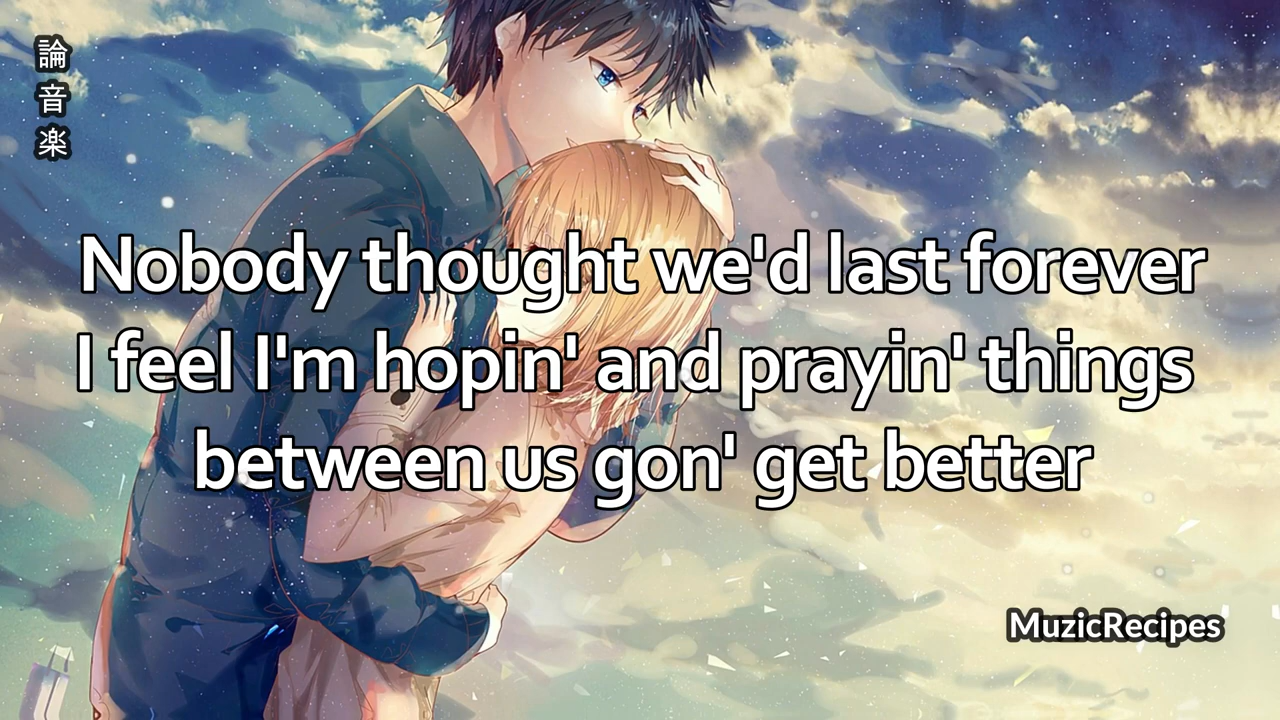 論
音
楽
Nobody thought we'd last forever
I feel I'm hopin' and prayin' things
between us gon' get better
MuzicRecipes